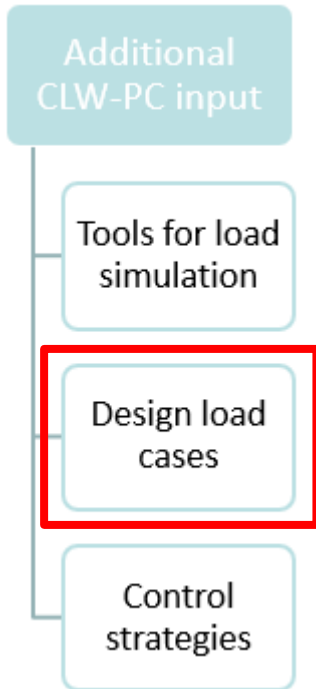 Additional
CLW-PC input
Tools for load
simulation
Design load
cases
Control
strategies